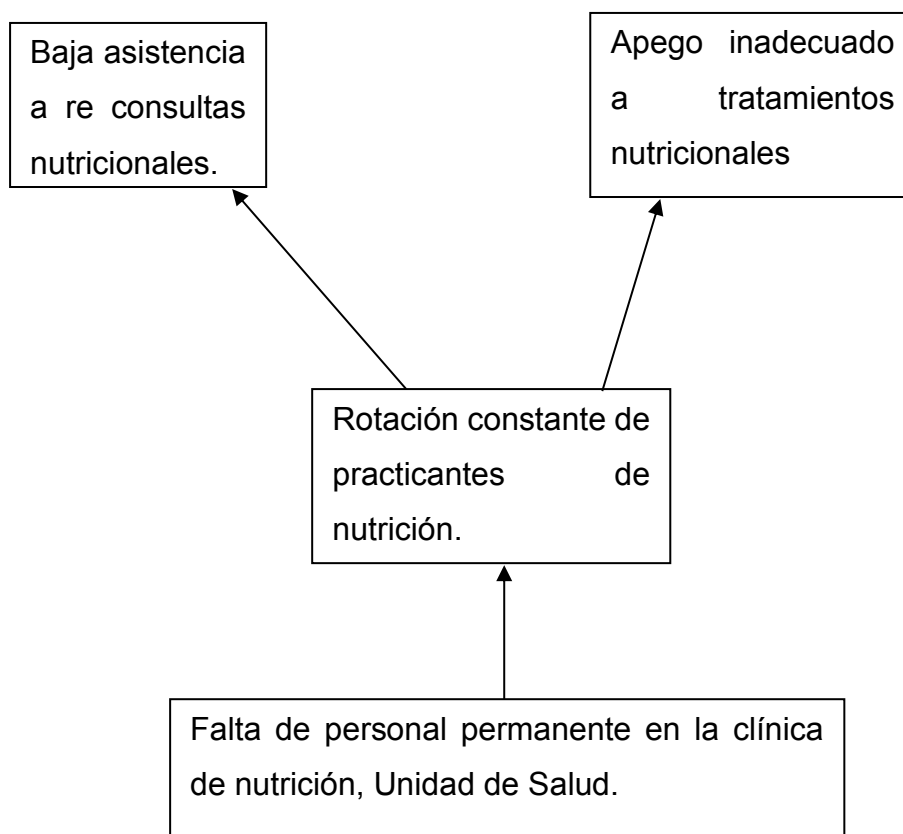 Baja asistencia
a re consultas
nutricionales.
Apego inadecuado
a tratamientos
nutricionales
Rotación constante de
practicantes de
nutrición.
Falta de personal permanente en la clínica
de nutrición, Unidad de Salud.